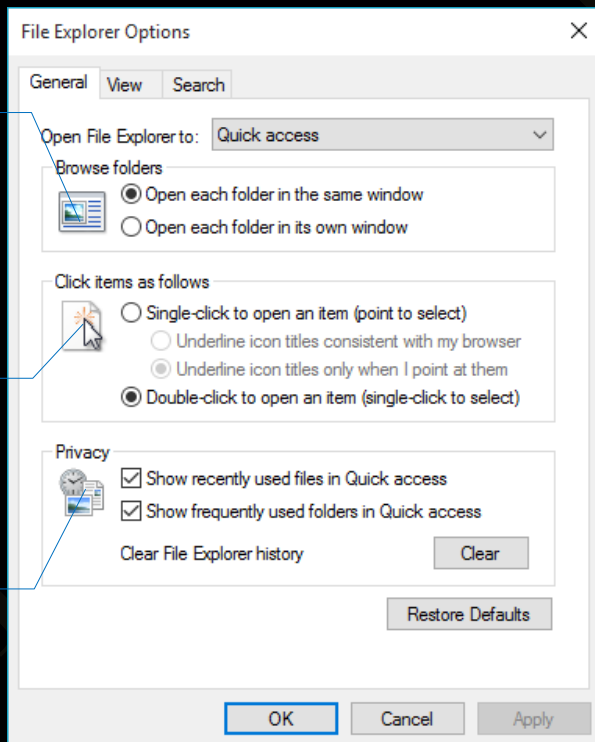 File Explorer Options
General View Search
Open File Explorer to: Quick access
Browse folders
Open each folder in the same window
Open each folder in its own window
Click items as follows
Single-click to open an item (point to select)
Underline icon titles consistent with my browser
Underline icon titles only when I point at them
Double-click to open an item (single-click to select)
Privacy
Show recently used files in Quick access
Show frequently used folders in Quick access
Clear File Explorer history Clear
Restore Defaults
OK Cancel Apply